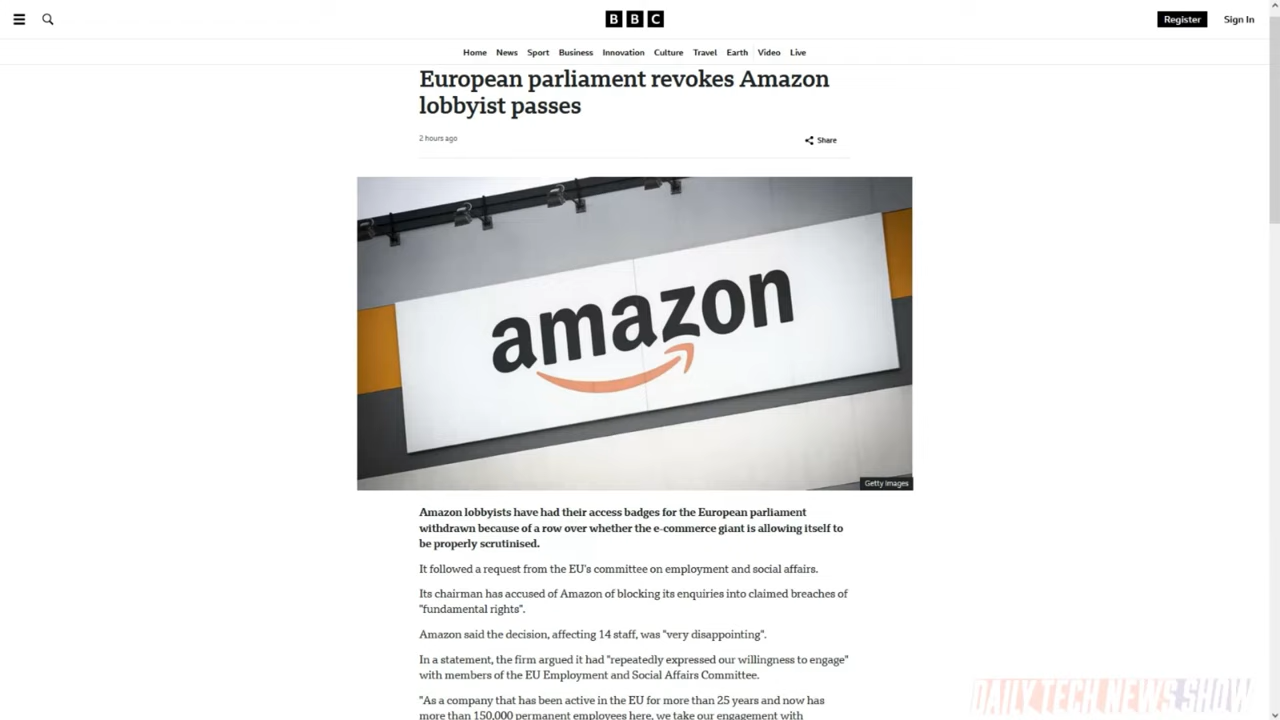 BBC
Register
Sign In
Home
News
Sport
Business
Innovation
Culture
Travel
Earth
Video
Live
European parliament revokes Amazon
lobbyist passes
2 hours ago
Share
amazon
Getty Images
Amazon lobbyists have had their access badges for the European parliament
withdrawn because of a row over whether the e-commerce giant is allowing itself to
be properly scrutinised.
It followed a request from the EU's committee on employment and social affairs.
Its chairman has accused of Amazon of blocking its enquiries into claimed breaches of
"fundamental rights".
Amazon said the decision, affecting 14 staff, was "very disappointing".
In a statement, the firm argued it had "repeatedly expressed our willingness to engage"
with members of the EU Employment and Social Affairs Committee.
"As a company that has been active in the EU for more than 25 years and now has
more than 150,000 permanent employees here, we take our engagement with
DAILY TECH NEWS SHOW